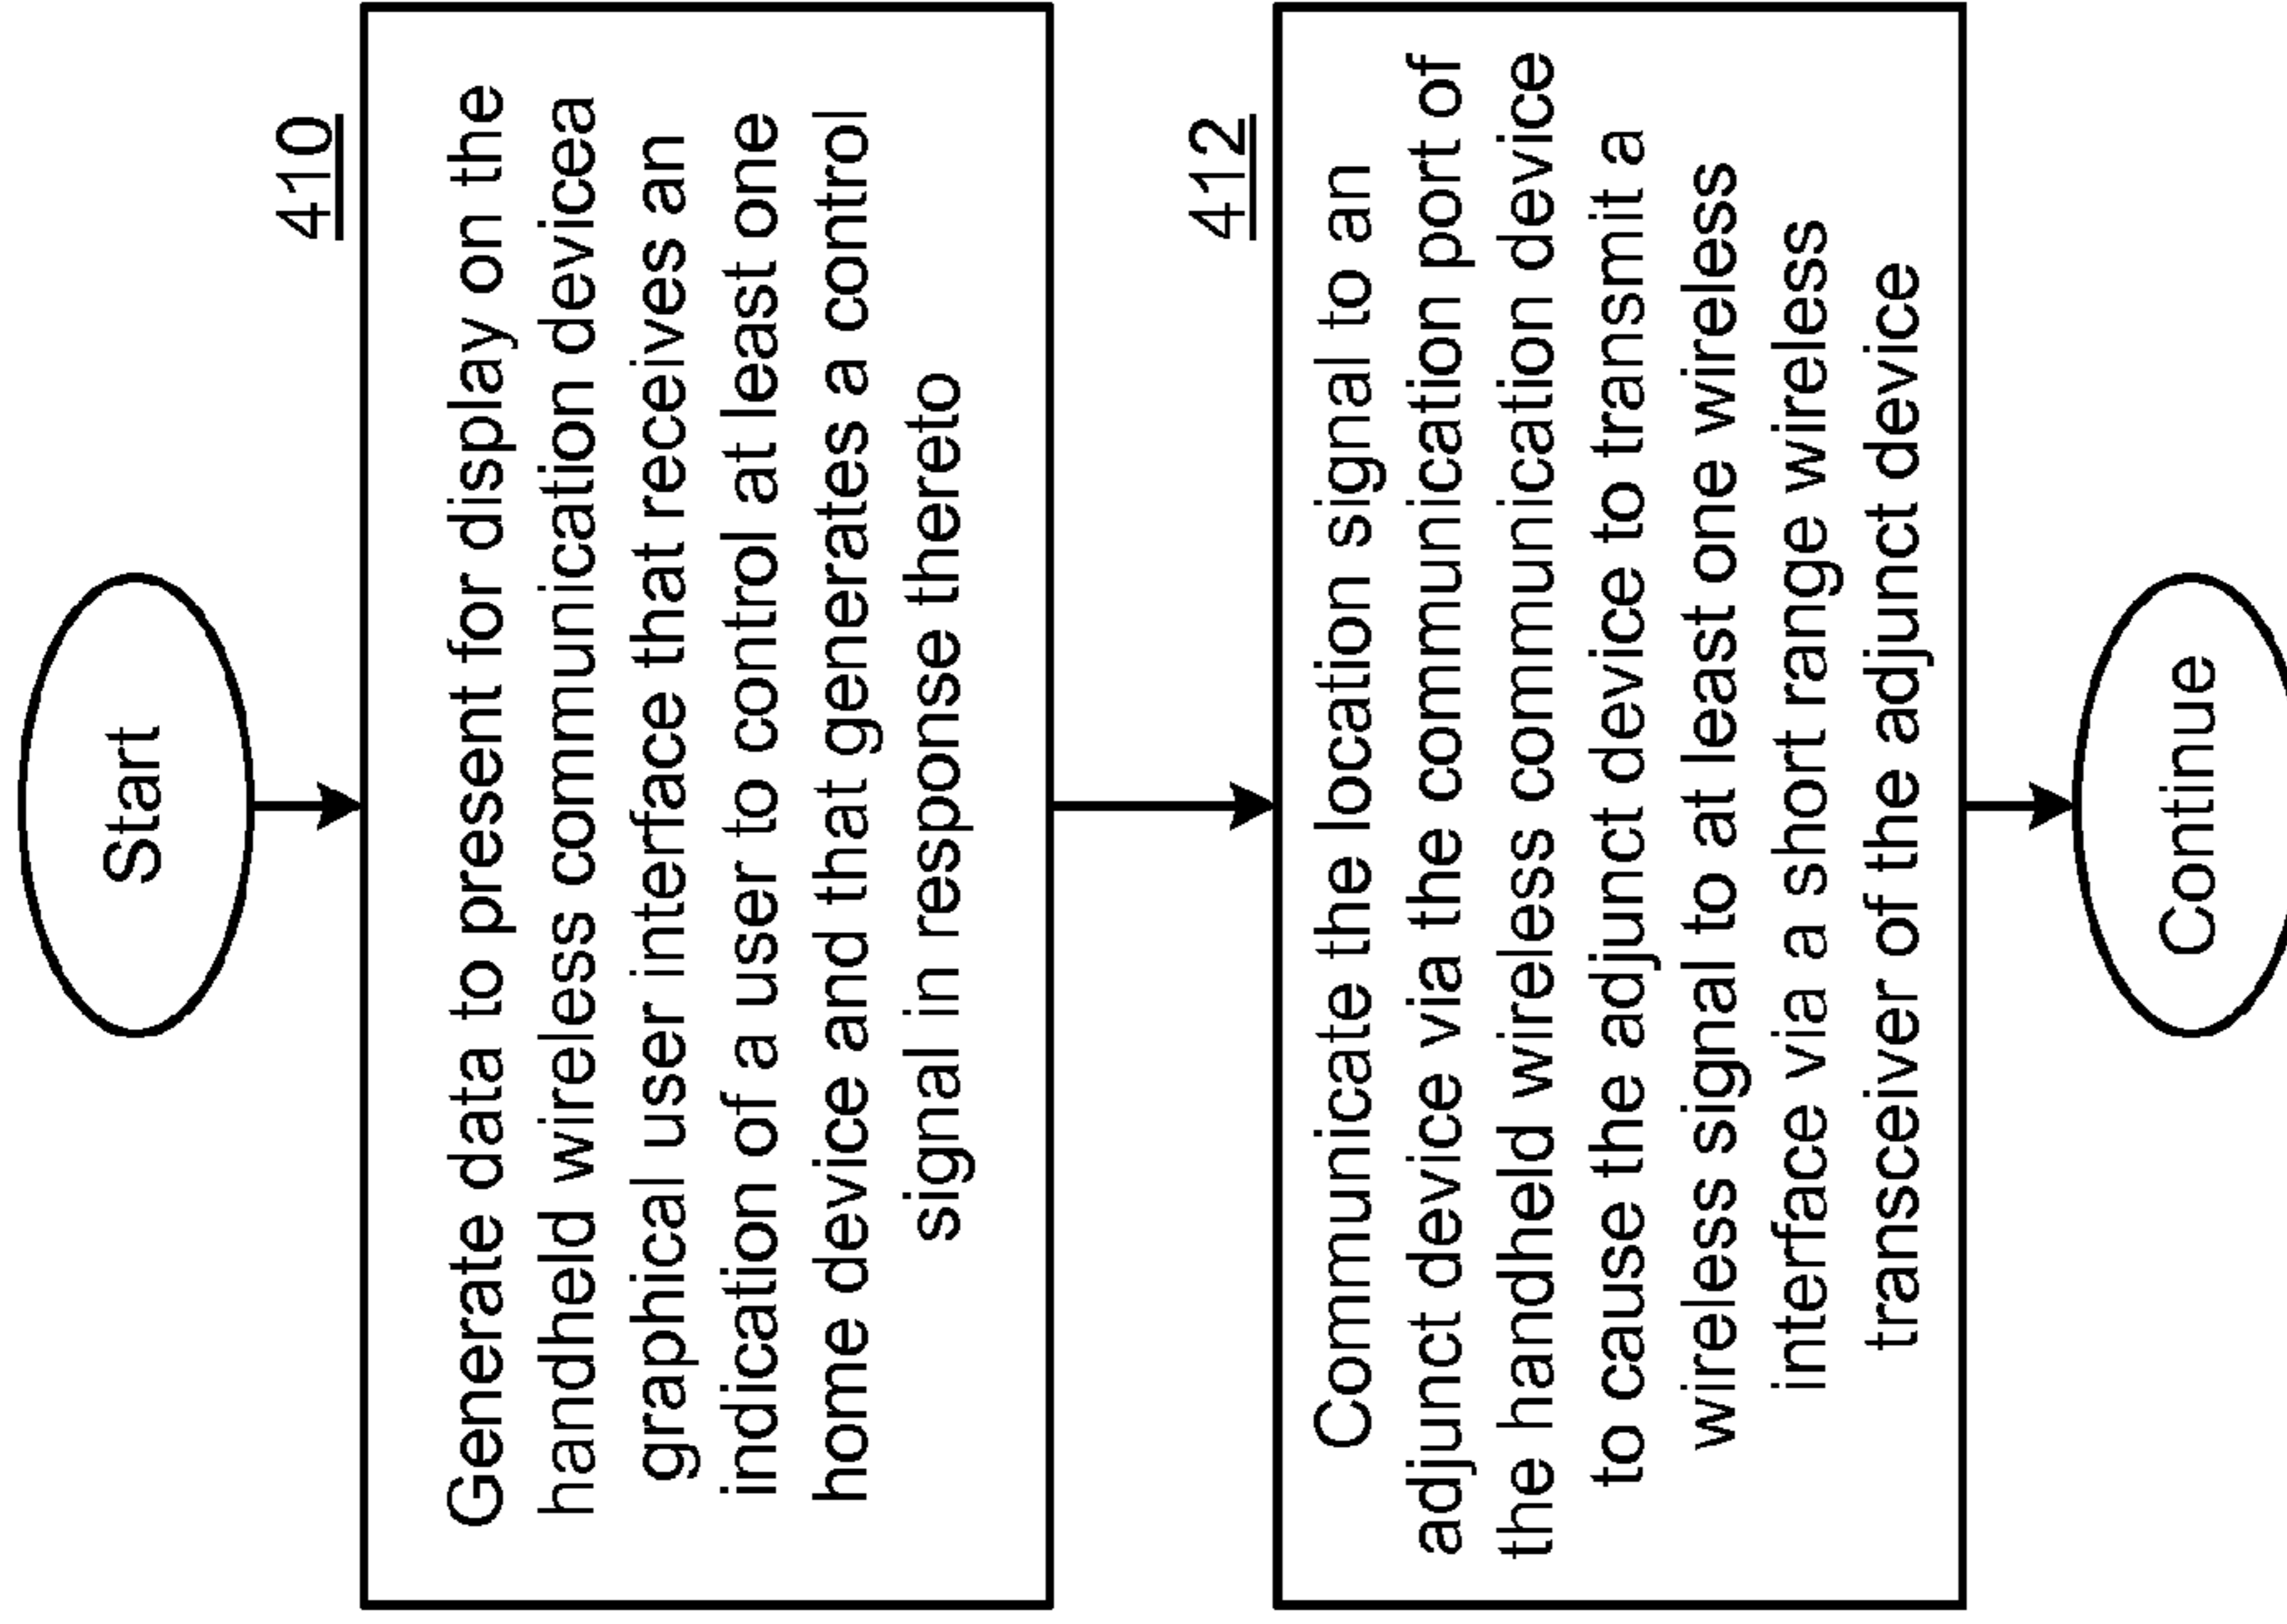 Start
410
Generate data to present for display on the
handheld wireless communication devicea
graphical user interface that receives an
indication of a user to control at least one
home device and that generates a control
signal in response thereto
412
Communicate the location signal to an
adjunct device via the communication port of
the handheld wireless communication device
to cause the adjunct device to transmit a
wireless signal to at least one wireless
interface via a short range wireless
transceiver of the adjunct device
Continue